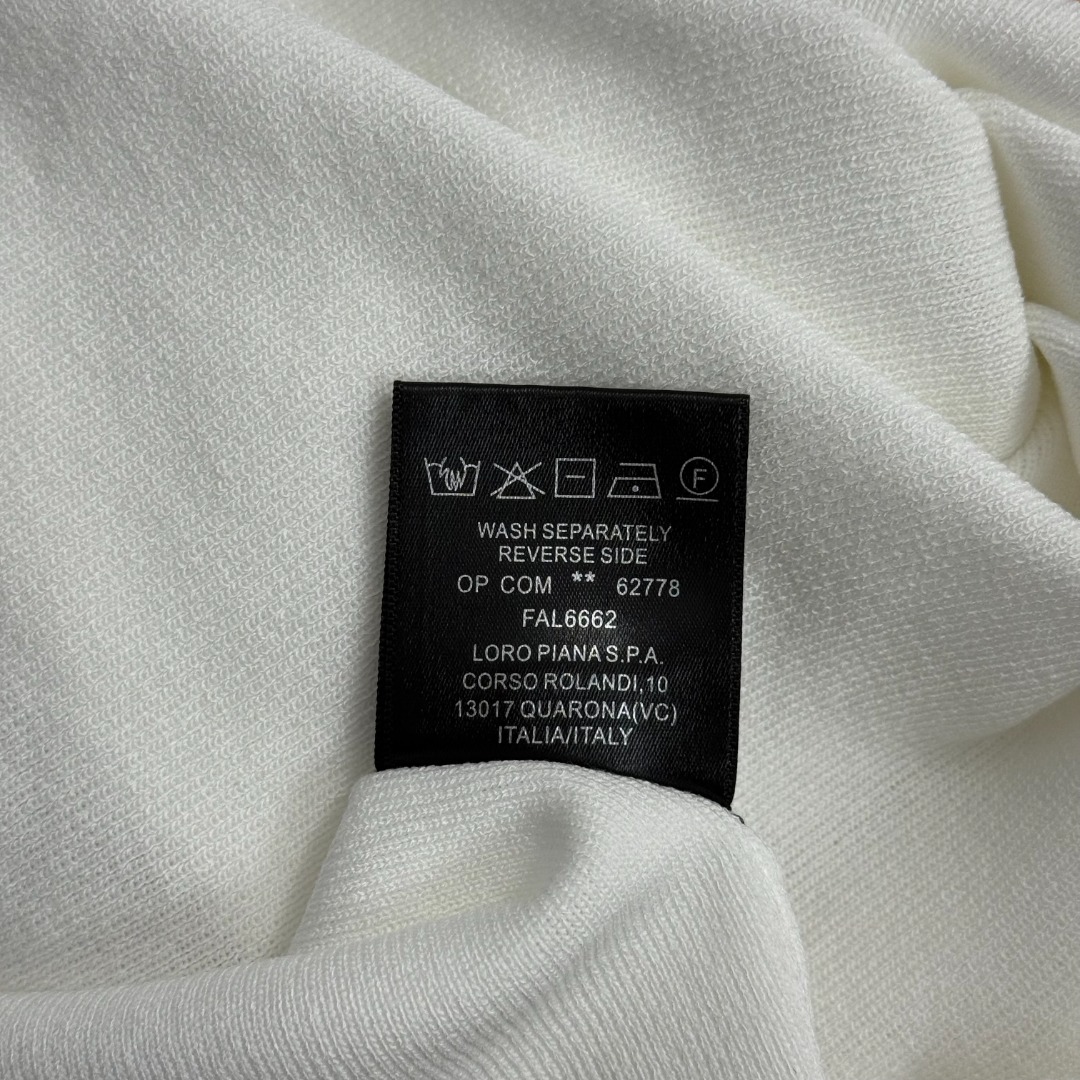 F
WASH SEPARATELY
REVERSE SIDE
OP COM ** 62778
FAL6662
LORO PIANA S.P.A.
CORSO ROLANDI,10
13017 QUARONA(VC)
ITALIA/ITALY